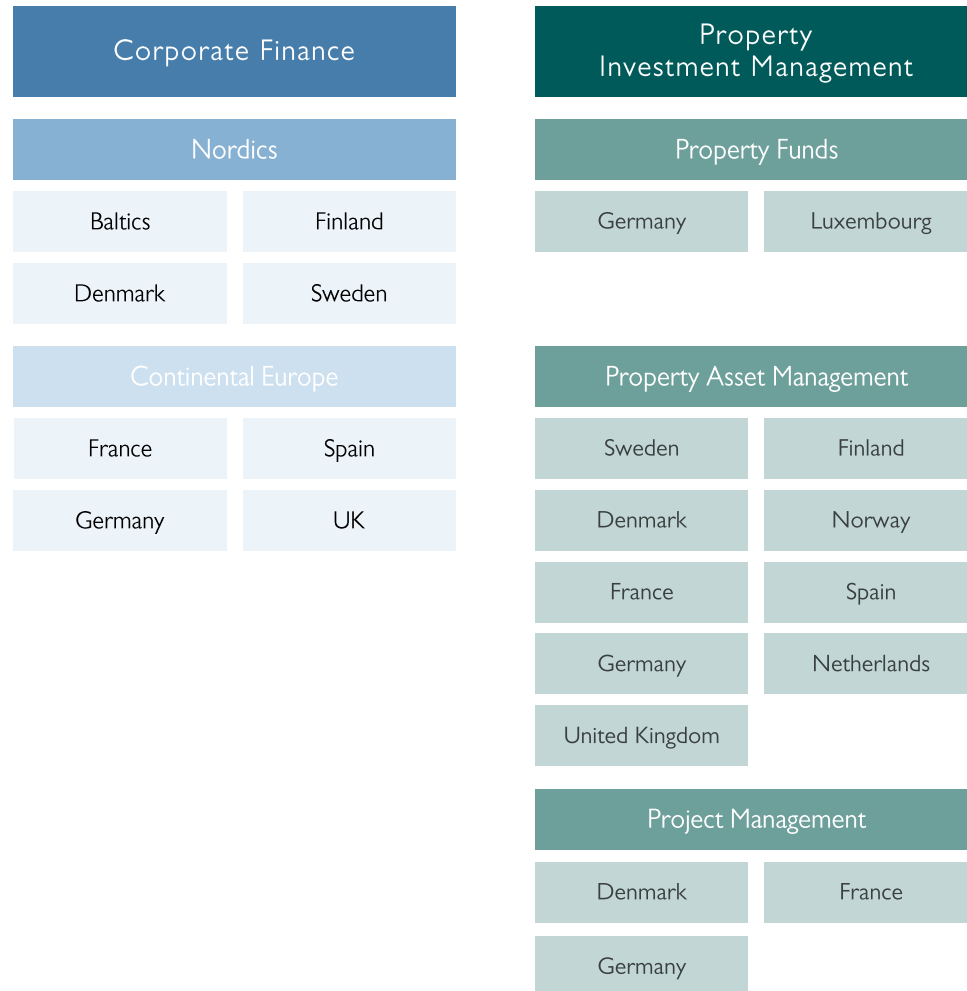 Corporate Finance
Nordics
Baltics
Finland
Denmark
Sweden
Continental Europe
France
Spain
Germany
UK
Property
Investment Management
Property Funds
Germany
Luxembourg
Property Asset Management
Sweden
Finland
Denmark
Norway
France
Spain
Germany
Netherlands
United Kingdom
Project Management
Denmark
France
Germany